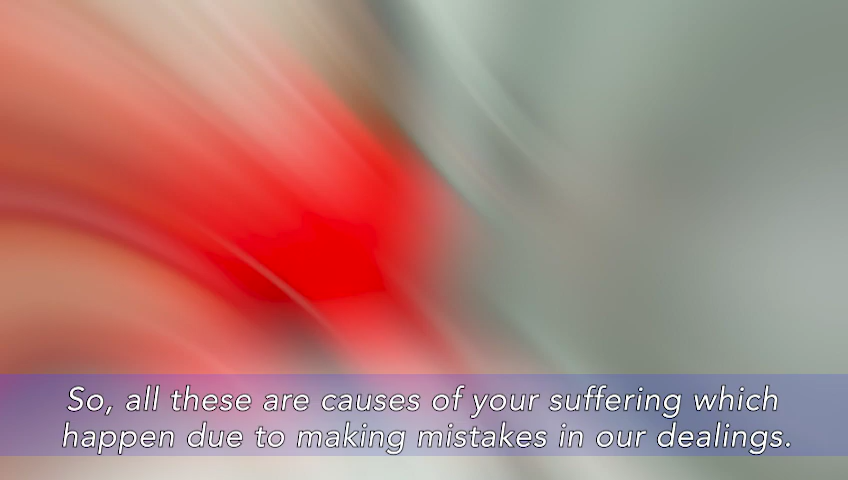 So, all these are causes of your suffering which
happen due to making mistakes in our dealings.